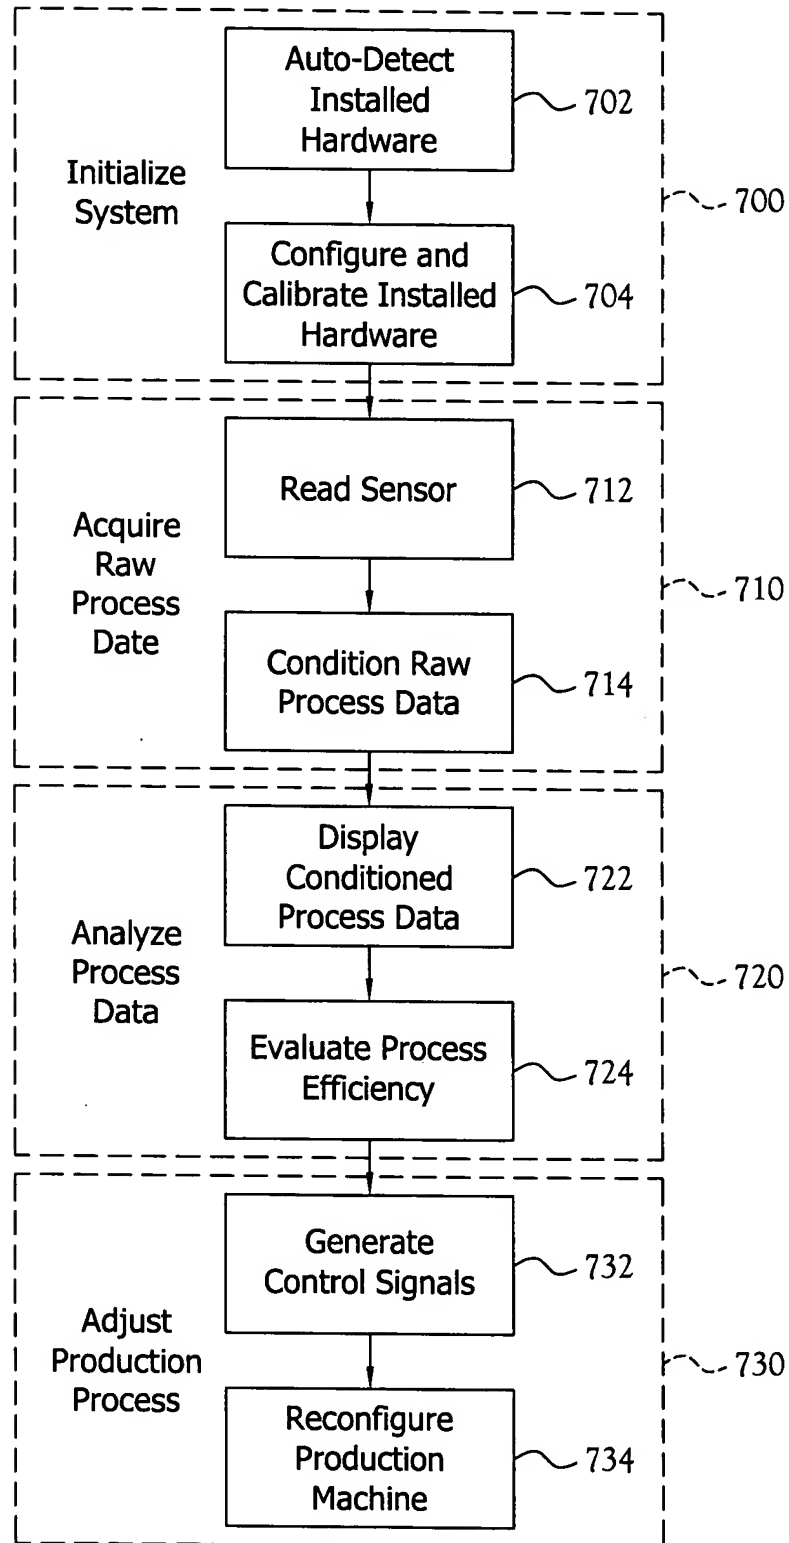 Initialize
System
Auto-Detect
Installed
Hardware
702
Configure and
Calibrate Installed
Hardware
704
700
Acquire
Raw
Process
Date
Read Sensor
712
Condition Raw
Process Data
714
710
Analyze
Process
Data
Display
Conditioned
Process Data
722
Evaluate Process
Efficiency
724
720
Adjust
Production
Process
Generate
Control Signals
732
Reconfigure
Production
Machine
734
730